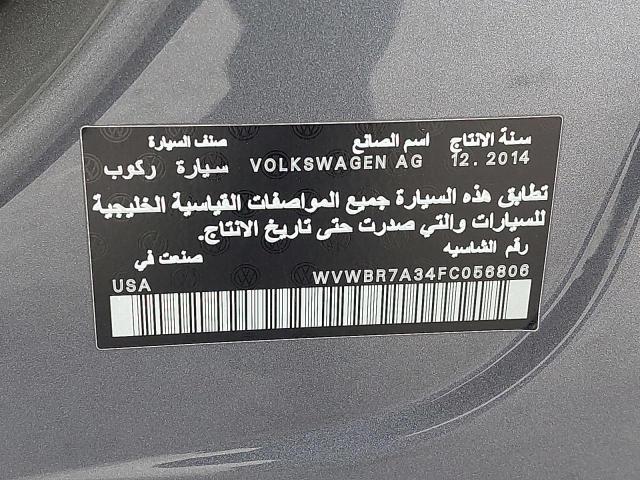 سنة الانتاج اسم الصانع صنف السيارة
12. 2014 VOLKSWAGEN AG سيارة ركوب
تطابق هذه السيارة جميع المواصفات القياسية الخليجية
للسيارات والتي صدرت حتى تاريخ الانتاج.
رقم الشاسيه صنعت في
WVWBR7A34FC056806 USA